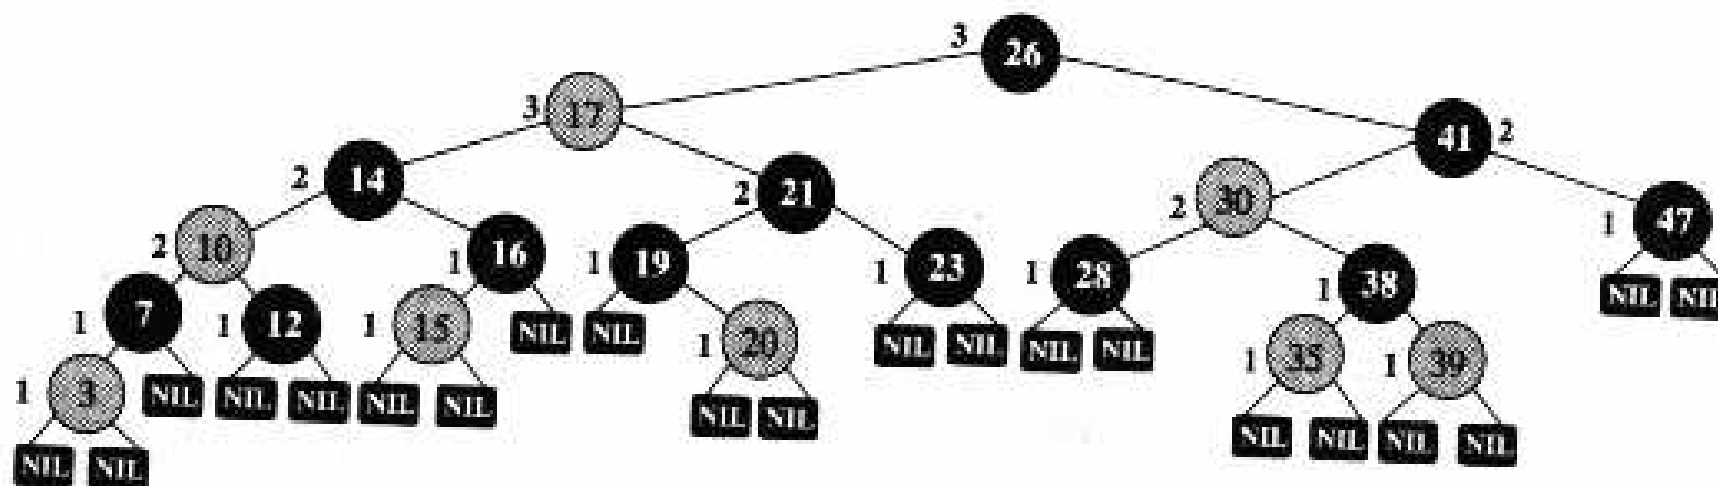 3 26
3 17
41 2
2 14
2 21
2 30
1 47
2 10
1 16
1 19
1 23
1 28
1 38
NIL NIL
1 7
1 12
1 15
NIL
NIL
1 20
NIL NIL
NIL NIL
1 35
1 39
1 3
NIL
NIL NIL
NIL NIL
NIL NIL
NIL NIL
NIL NIL
NIL NIL